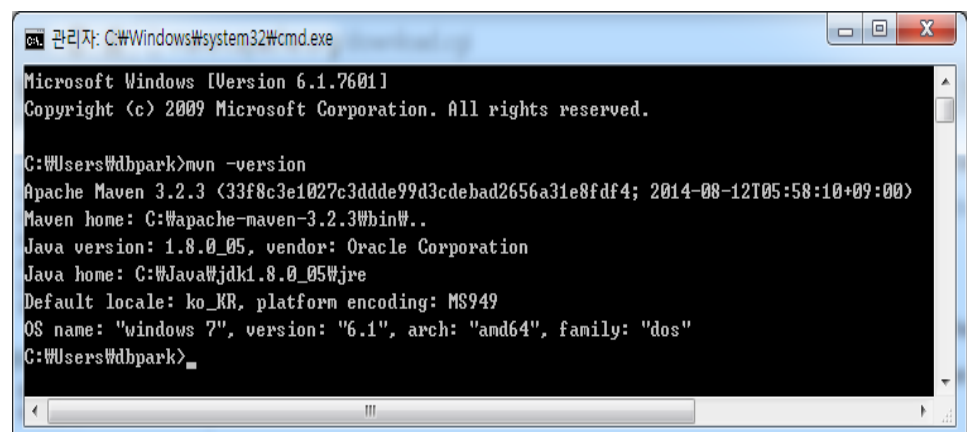 관리자: C:₩Windows₩system32₩cmd.exe
Microsoft Windows [Version 6.1.7601]
Copyright (c) 2009 Microsoft Corporation. All rights reserved.
C:₩Users₩dbpark>mvn -version
Apache Maven 3.2.3 (33f8c3e1027c3ddde99d3cdebad2656a31e8fdf4; 2014-08-12T05:58:10+09:00)
Maven home: C:₩apache-maven-3.2.3₩bin₩..
Java version: 1.8.0_05, vendor: Oracle Corporation
Java home: C:₩Java₩jdk1.8.0_05₩jre
Default locale: ko_KR, platform encoding: MS949
OS name: "windows 7", version: "6.1", arch: "amd64", family: "dos"
C:₩Users₩dbpark>_